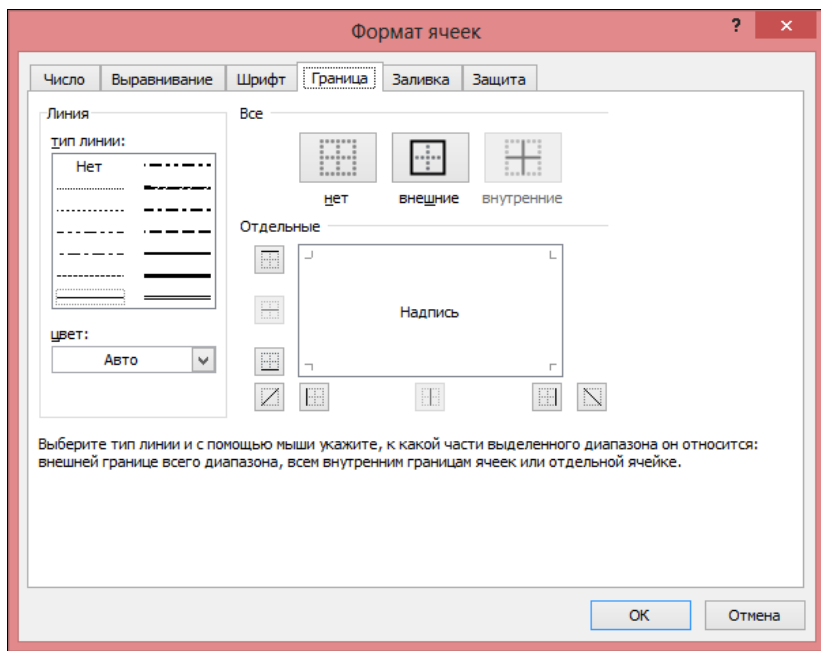 Формат ячеек
?
×
Число Выравнивание Шрифт Граница Заливка Защита
Линия
тип линии:
Нет
цвет:
Авто
Все
нет внешние внутренние
Отдельные
Надпись
Выберите тип линии и с помощью мыши укажите, к какой части выделенного диапазона он относится:
внешней границе всего диапазона, всем внутренним границам ячеек или отдельной ячейке.
ОК Отмена